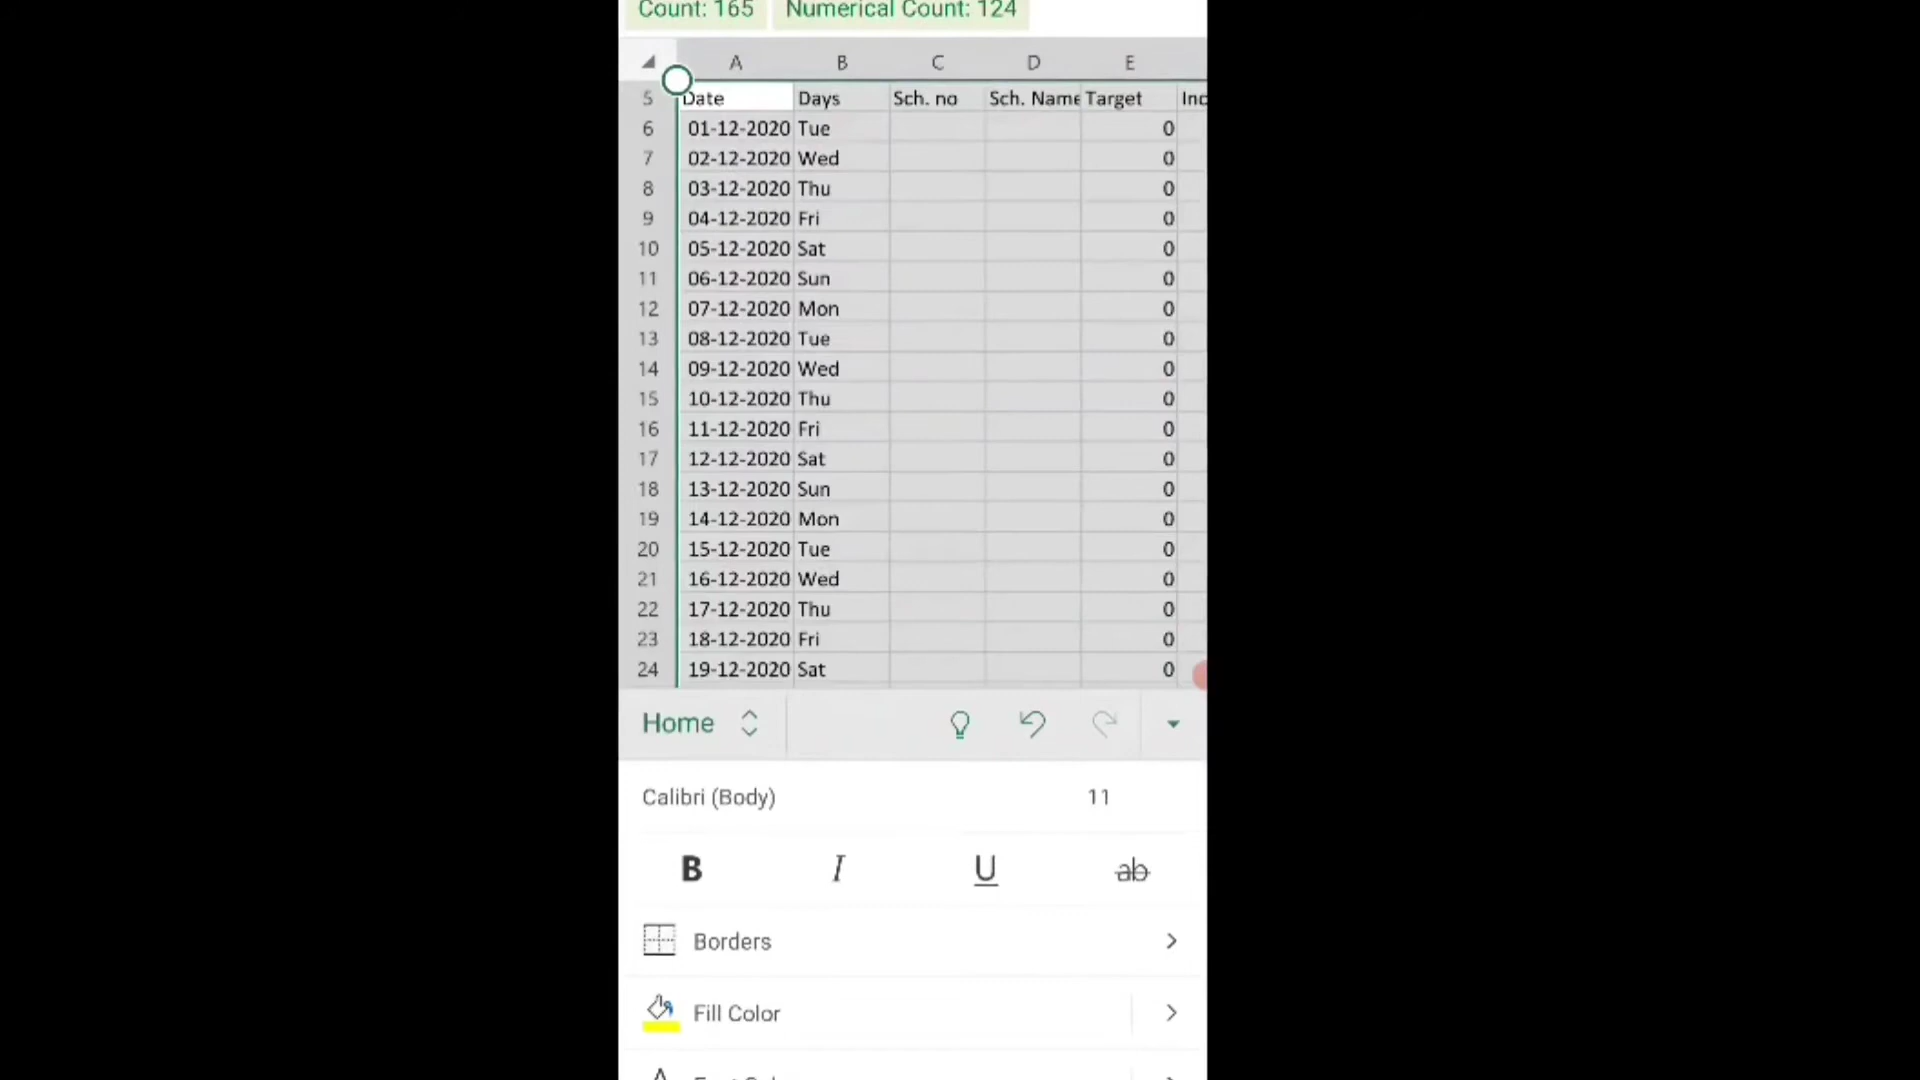 Count: 165 Numerical Count: 124
A B C D E
5 Date Days Sch. no Sch. Name Target Inc
6 01-12-2020 Tue 0
7 02-12-2020 Wed 0
8 03-12-2020 Thu 0
9 04-12-2020 Fri 0
10 05-12-2020 Sat 0
11 06-12-2020 Sun 0
12 07-12-2020 Mon 0
13 08-12-2020 Tue 0
14 09-12-2020 Wed 0
15 10-12-2020 Thu 0
16 11-12-2020 Fri 0
17 12-12-2020 Sat 0
18 13-12-2020 Sun 0
19 14-12-2020 Mon 0
20 15-12-2020 Tue 0
21 16-12-2020 Wed 0
22 17-12-2020 Thu 0
23 18-12-2020 Fri 0
24 19-12-2020 Sat 0
Home
Calibri (Body) 11
B I U ab
Borders
Fill Color